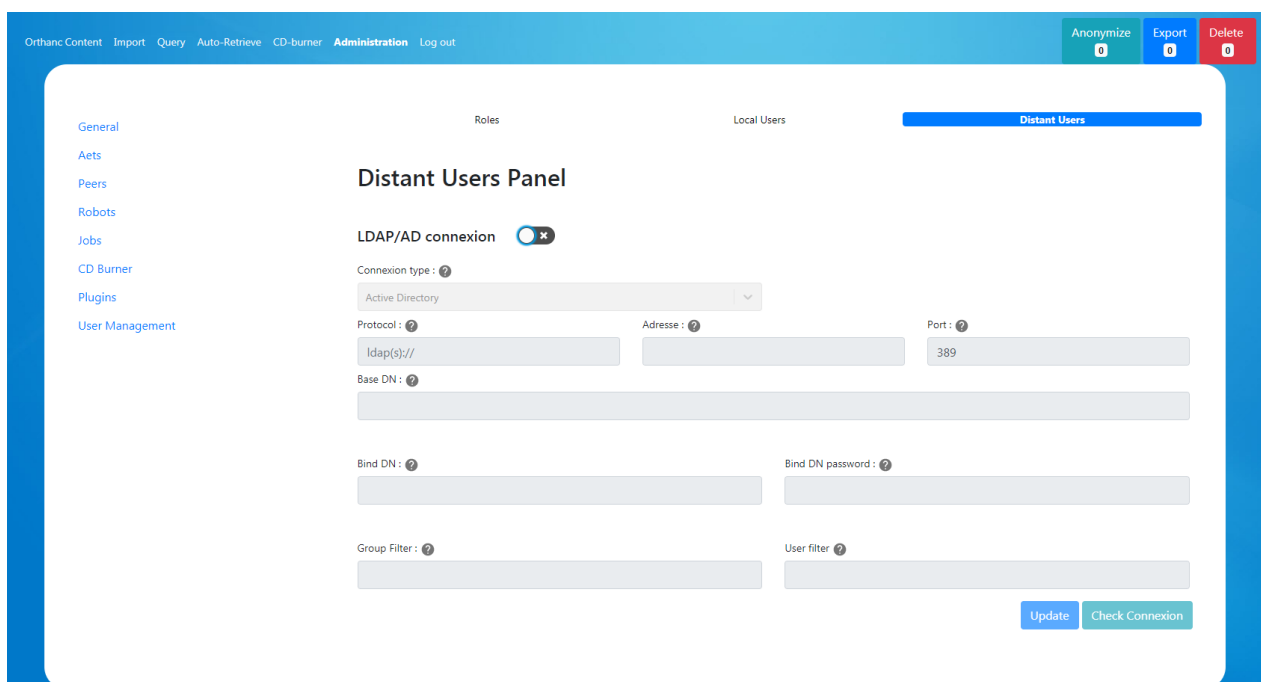 Orthanc Content Import Query Auto-Retrieve CD-burner Administration Log out
Anonymize
0
Export
0
Delete
0
General
Aets
Peers
Robots
Jobs
CD Burner
Plugins
User Management
Roles Local Users Distant Users
Distant Users Panel
LDAP/AD connexion
Connexion type : ?
Active Directory
Protocol : ? Adresse : ? Port : ?
ldap(s):// 389
Base DN : ?
Bind DN : ? Bind DN password : ?
Group Filter : ? User filter ?
Update Check Connexion